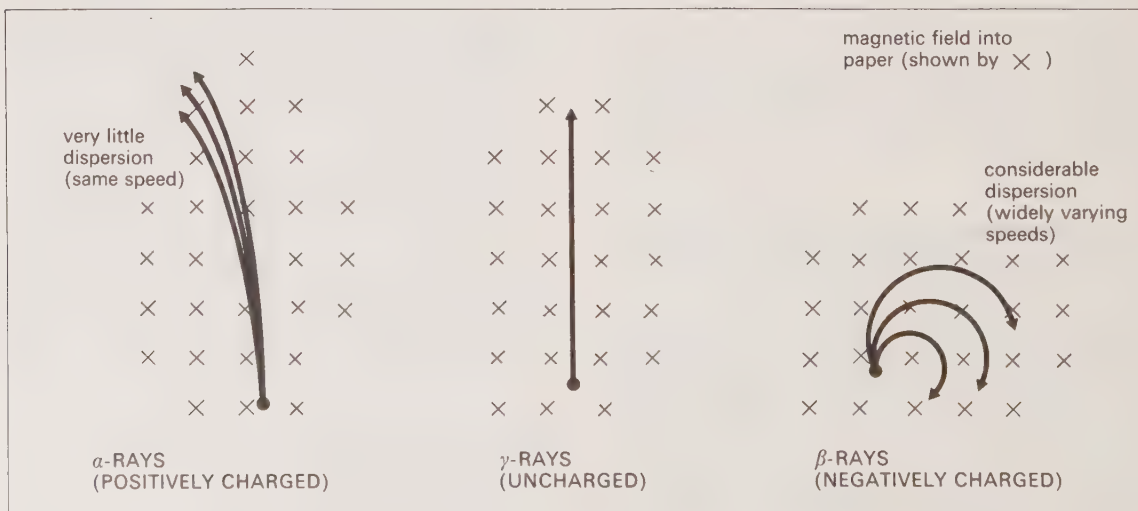 very little
dispersion
(same speed)
α-RAYS
(POSITIVELY CHARGED)
γ-RAYS
(UNCHARGED)
magnetic field into
paper (shown by × )
considerable
dispersion
(widely varying
speeds)
β-RAYS
(NEGATIVELY CHARGED)